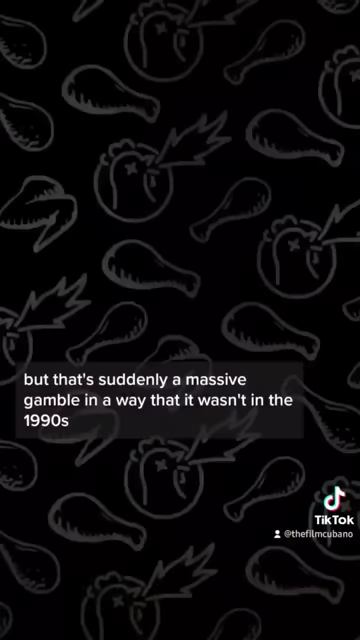 but that's suddenly a massive
gamble in a way that it wasn't in the
1990s
TikTok
@thefilmcubano